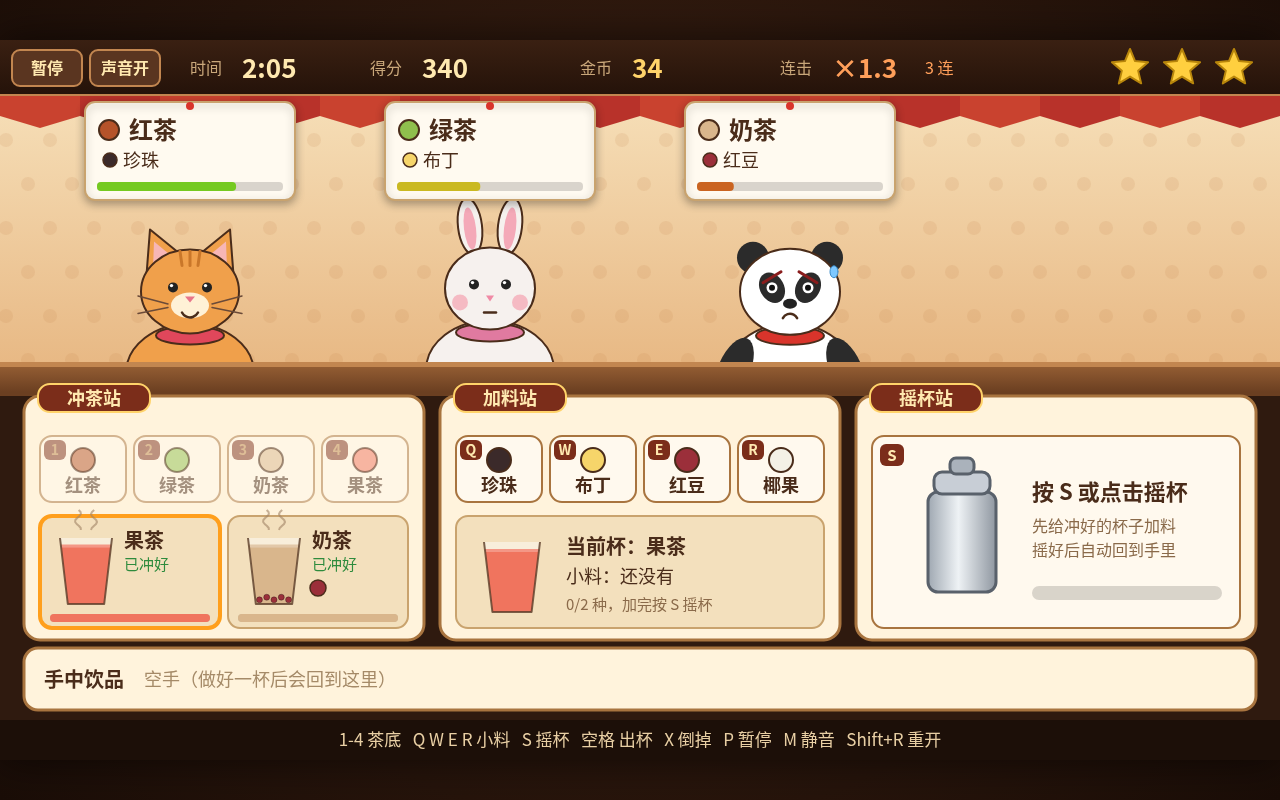 暂停 声音开 时间 2:05 得分 340 金币 34 连击 ×1.3 3 连
红茶
珍珠
绿茶
布丁
奶茶
红豆
冲茶站
1 红茶
2 绿茶
3 奶茶
4 果茶
果茶
已冲好
奶茶
已冲好
加料站
Q 珍珠
W 布丁
E 红豆
R 椰果
当前杯：果茶
小料：还没有
0/2 种，加完按 S 摇杯
摇杯站
S
按 S 或点击摇杯
先给冲好的杯子加料
摇好后自动回到手里
手中饮品 空手（做好一杯后会回到这里）
1-4 茶底 Q W E R 小料 S 摇杯 空格 出杯 X 倒掉 P 暂停 M 静音 Shift+R 重开